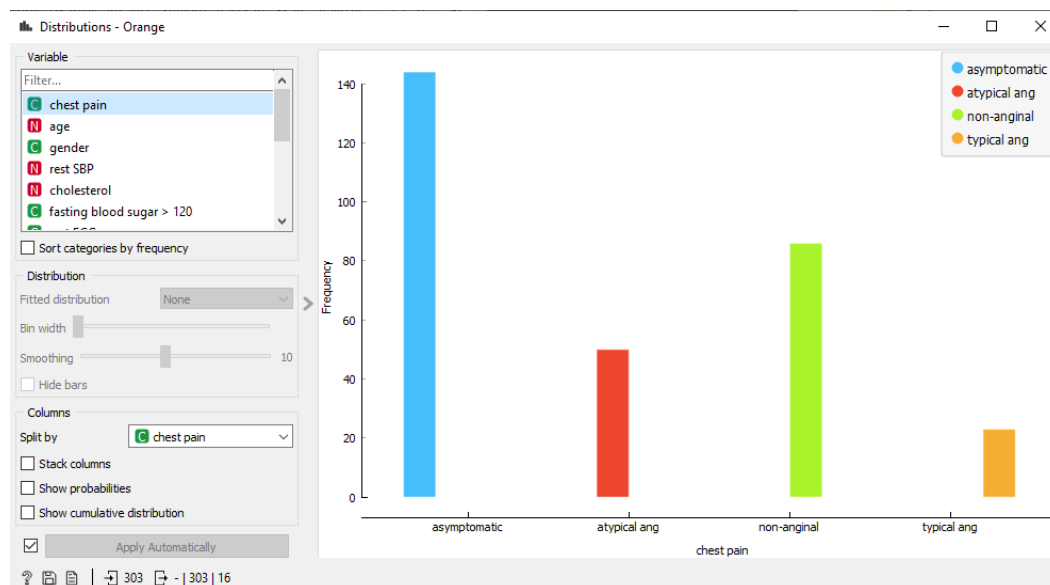 Distributions - Orange
Variable
Filter...
C chest pain
N age
C gender
N rest SBP
N cholesterol
C fasting blood sugar > 120
Sort categories by frequency
Distribution
Fitted distribution None
Bin width
Smoothing 10
Hide bars
Columns
Split by C chest pain
Stack columns
Show probabilities
Show cumulative distribution
Apply Automatically
? 303 - | 303 | 16
140
120
100
80
60
40
20
0
Frequency
asymptomatic atypical ang non-anginal typical ang
chest pain
asymptomatic
atypical ang
non-anginal
typical ang